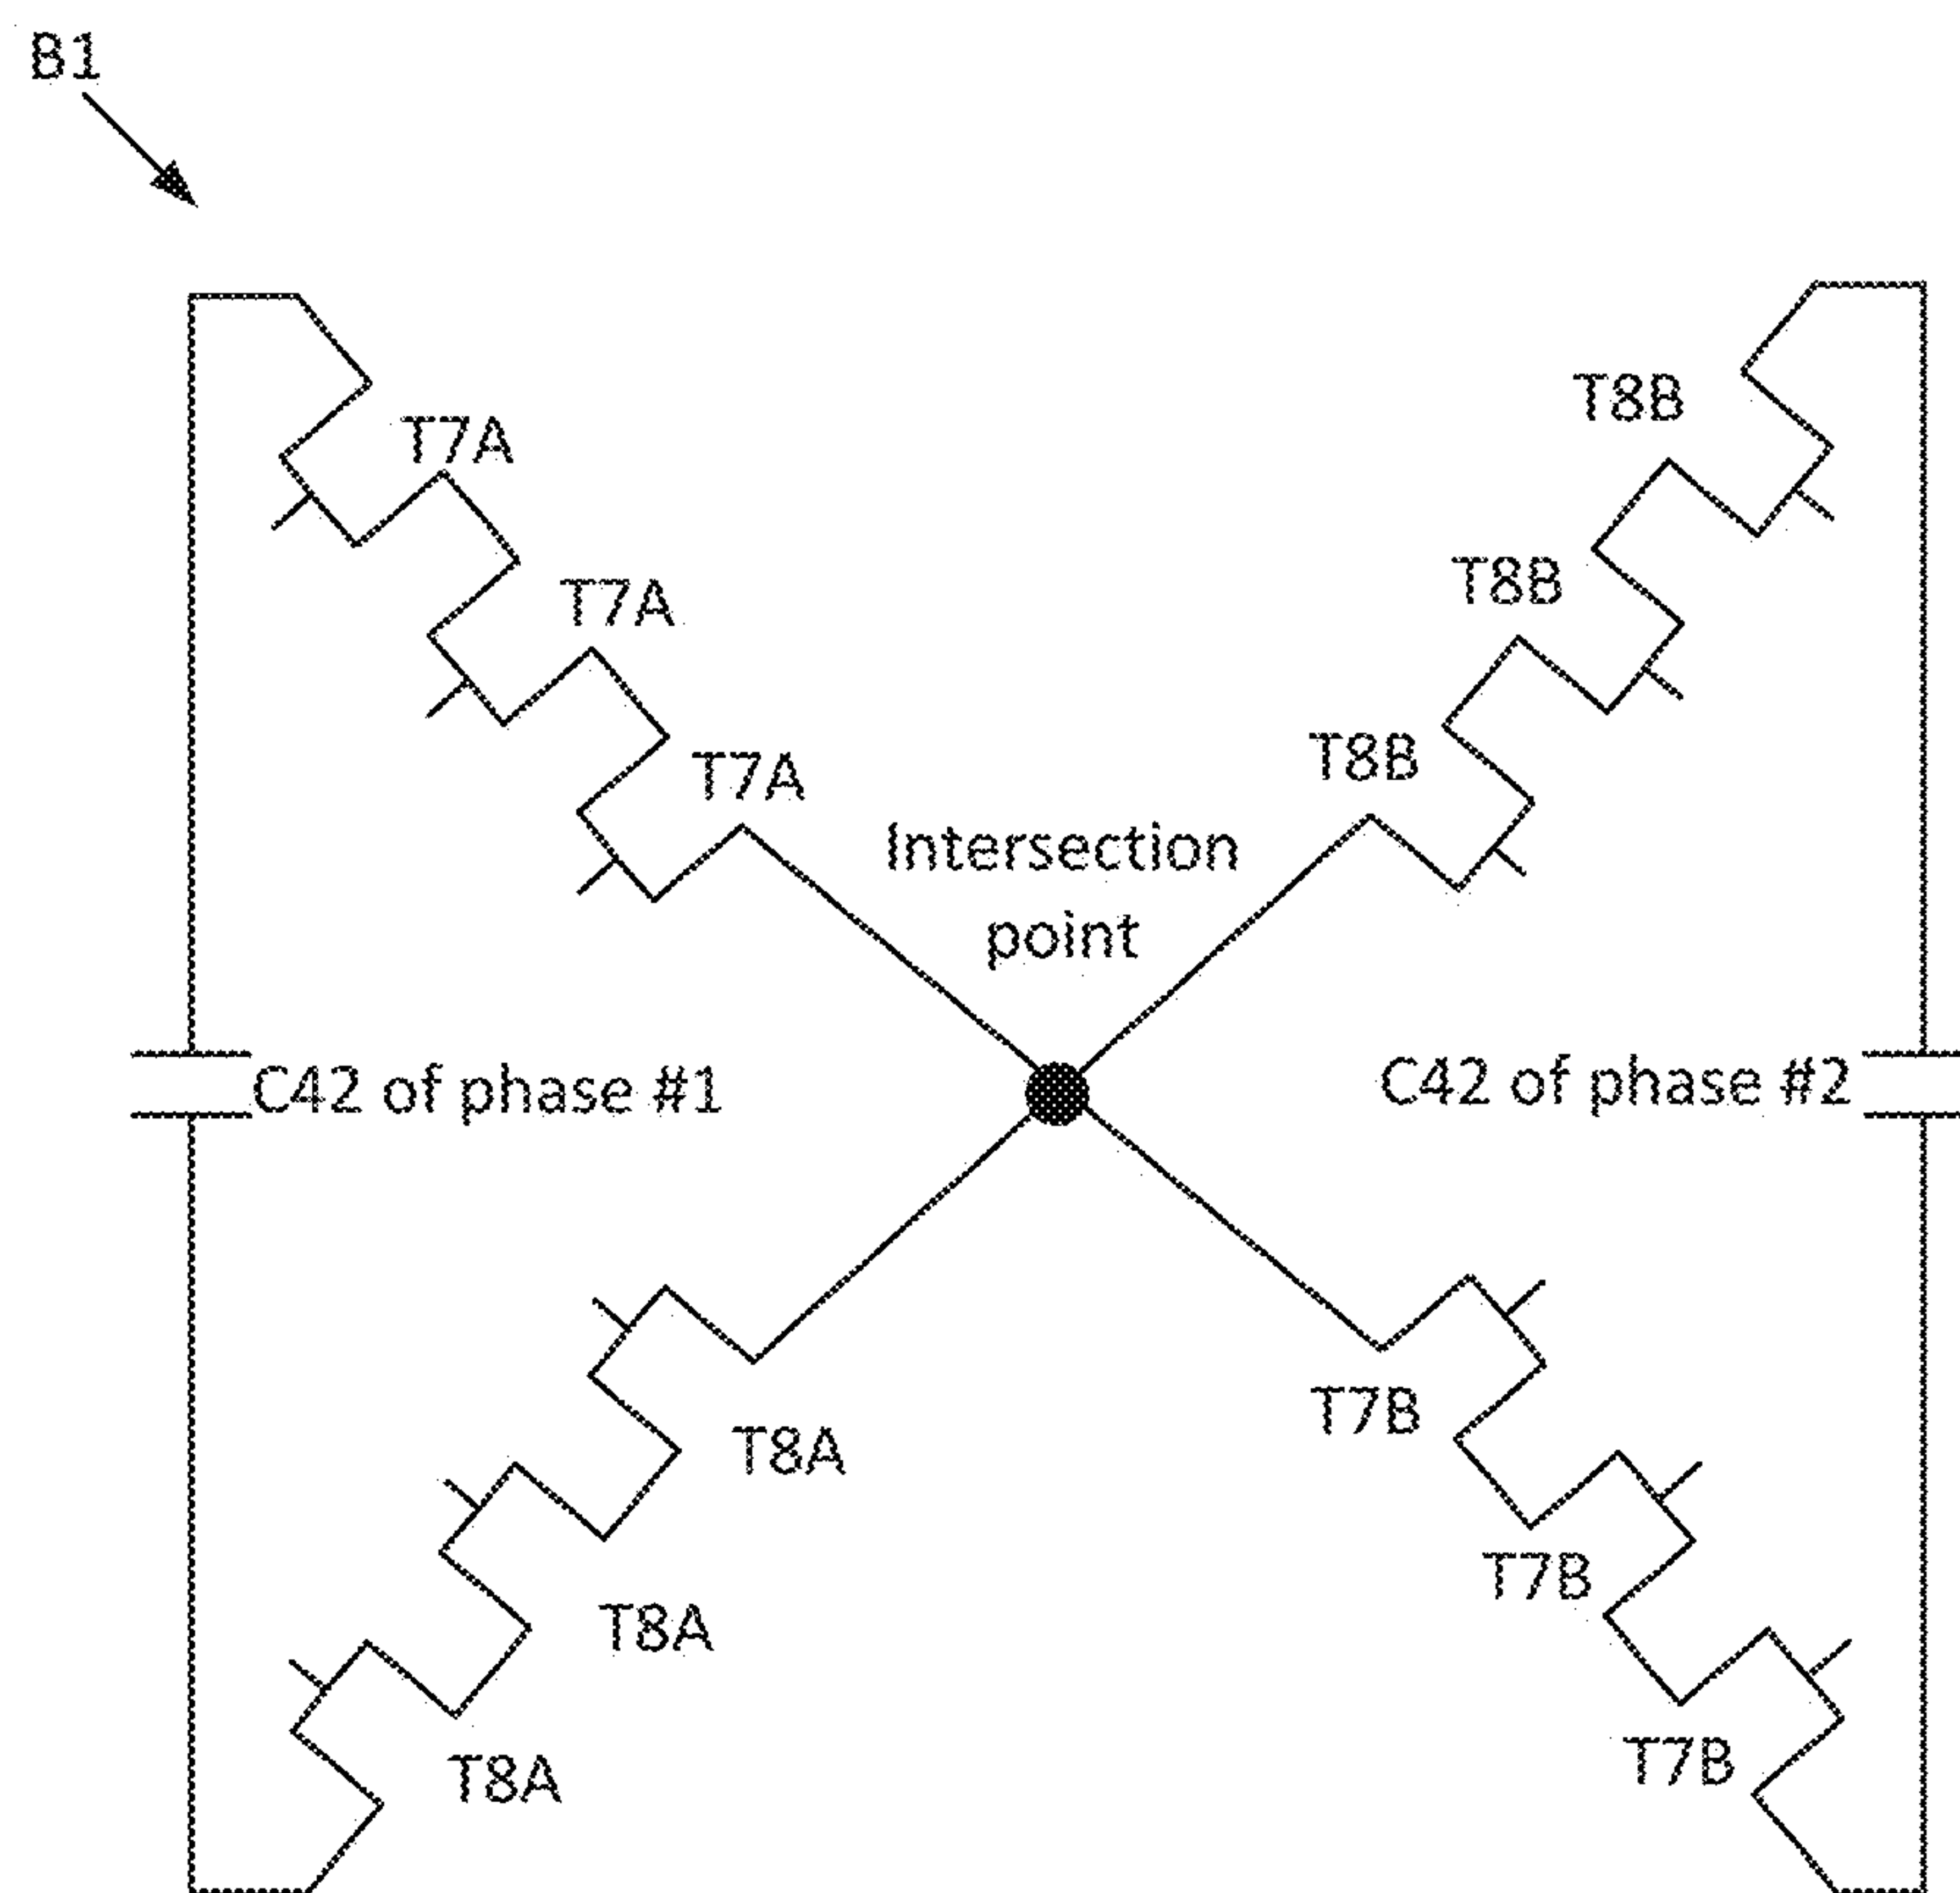 B1
T8B
T7A
T8B
T7A
T8B
T7A
Intersection
point
C42 of phase #1
C42 of phase #2
T7B
T8A
T7B
T8A
T7B
T8A